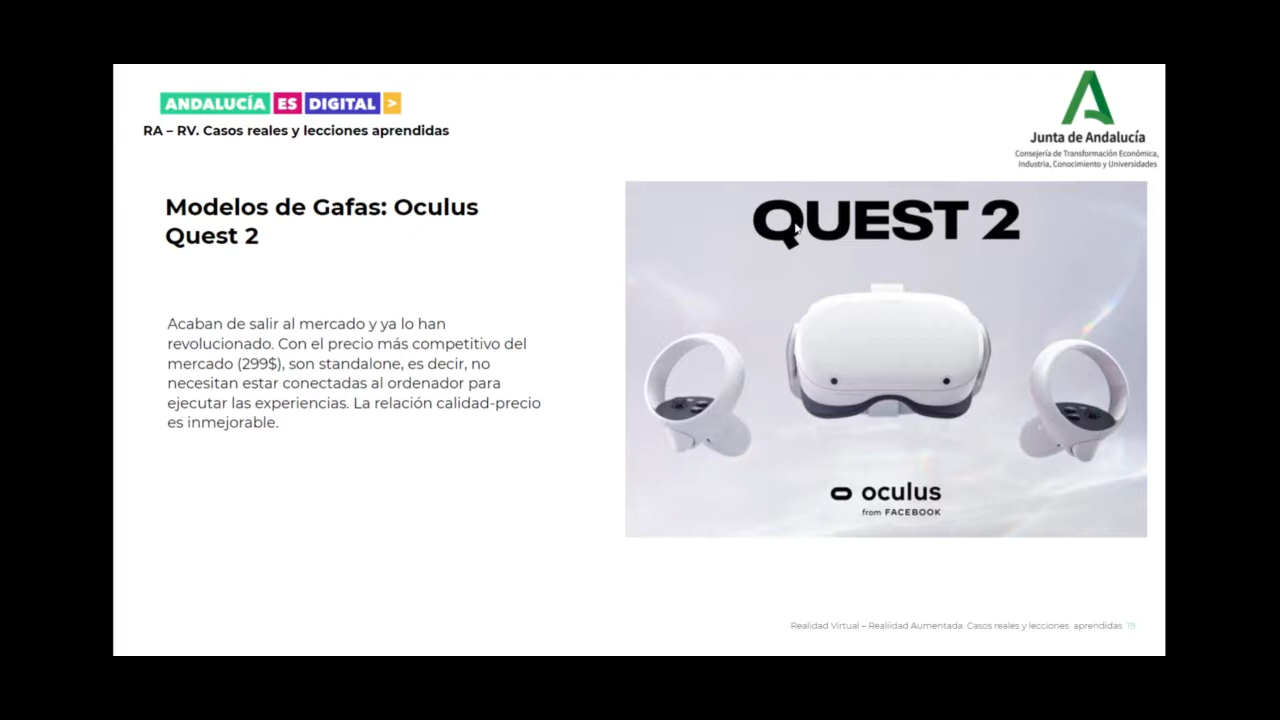 ANDALUCÍA ES DIGITAL >
RA – RV. Casos reales y lecciones aprendidas
Junta de Andalucía
Consejería de Transformación Económica,
Industria, Conocimiento y Universidades
Modelos de Gafas: Oculus
Quest 2
Acaban de salir al mercado y ya lo han
revolucionado. Con el precio más competitivo del
mercado (299$), son standalone, es decir, no
necesitan estar conectadas al ordenador para
ejecutar las experiencias. La relación calidad-precio
es inmejorable.
QUEST 2
oculus
from FACEBOOK
Realidad Virtual – Realiidad Aumentada. Casos reales y lecciones aprendidas 19